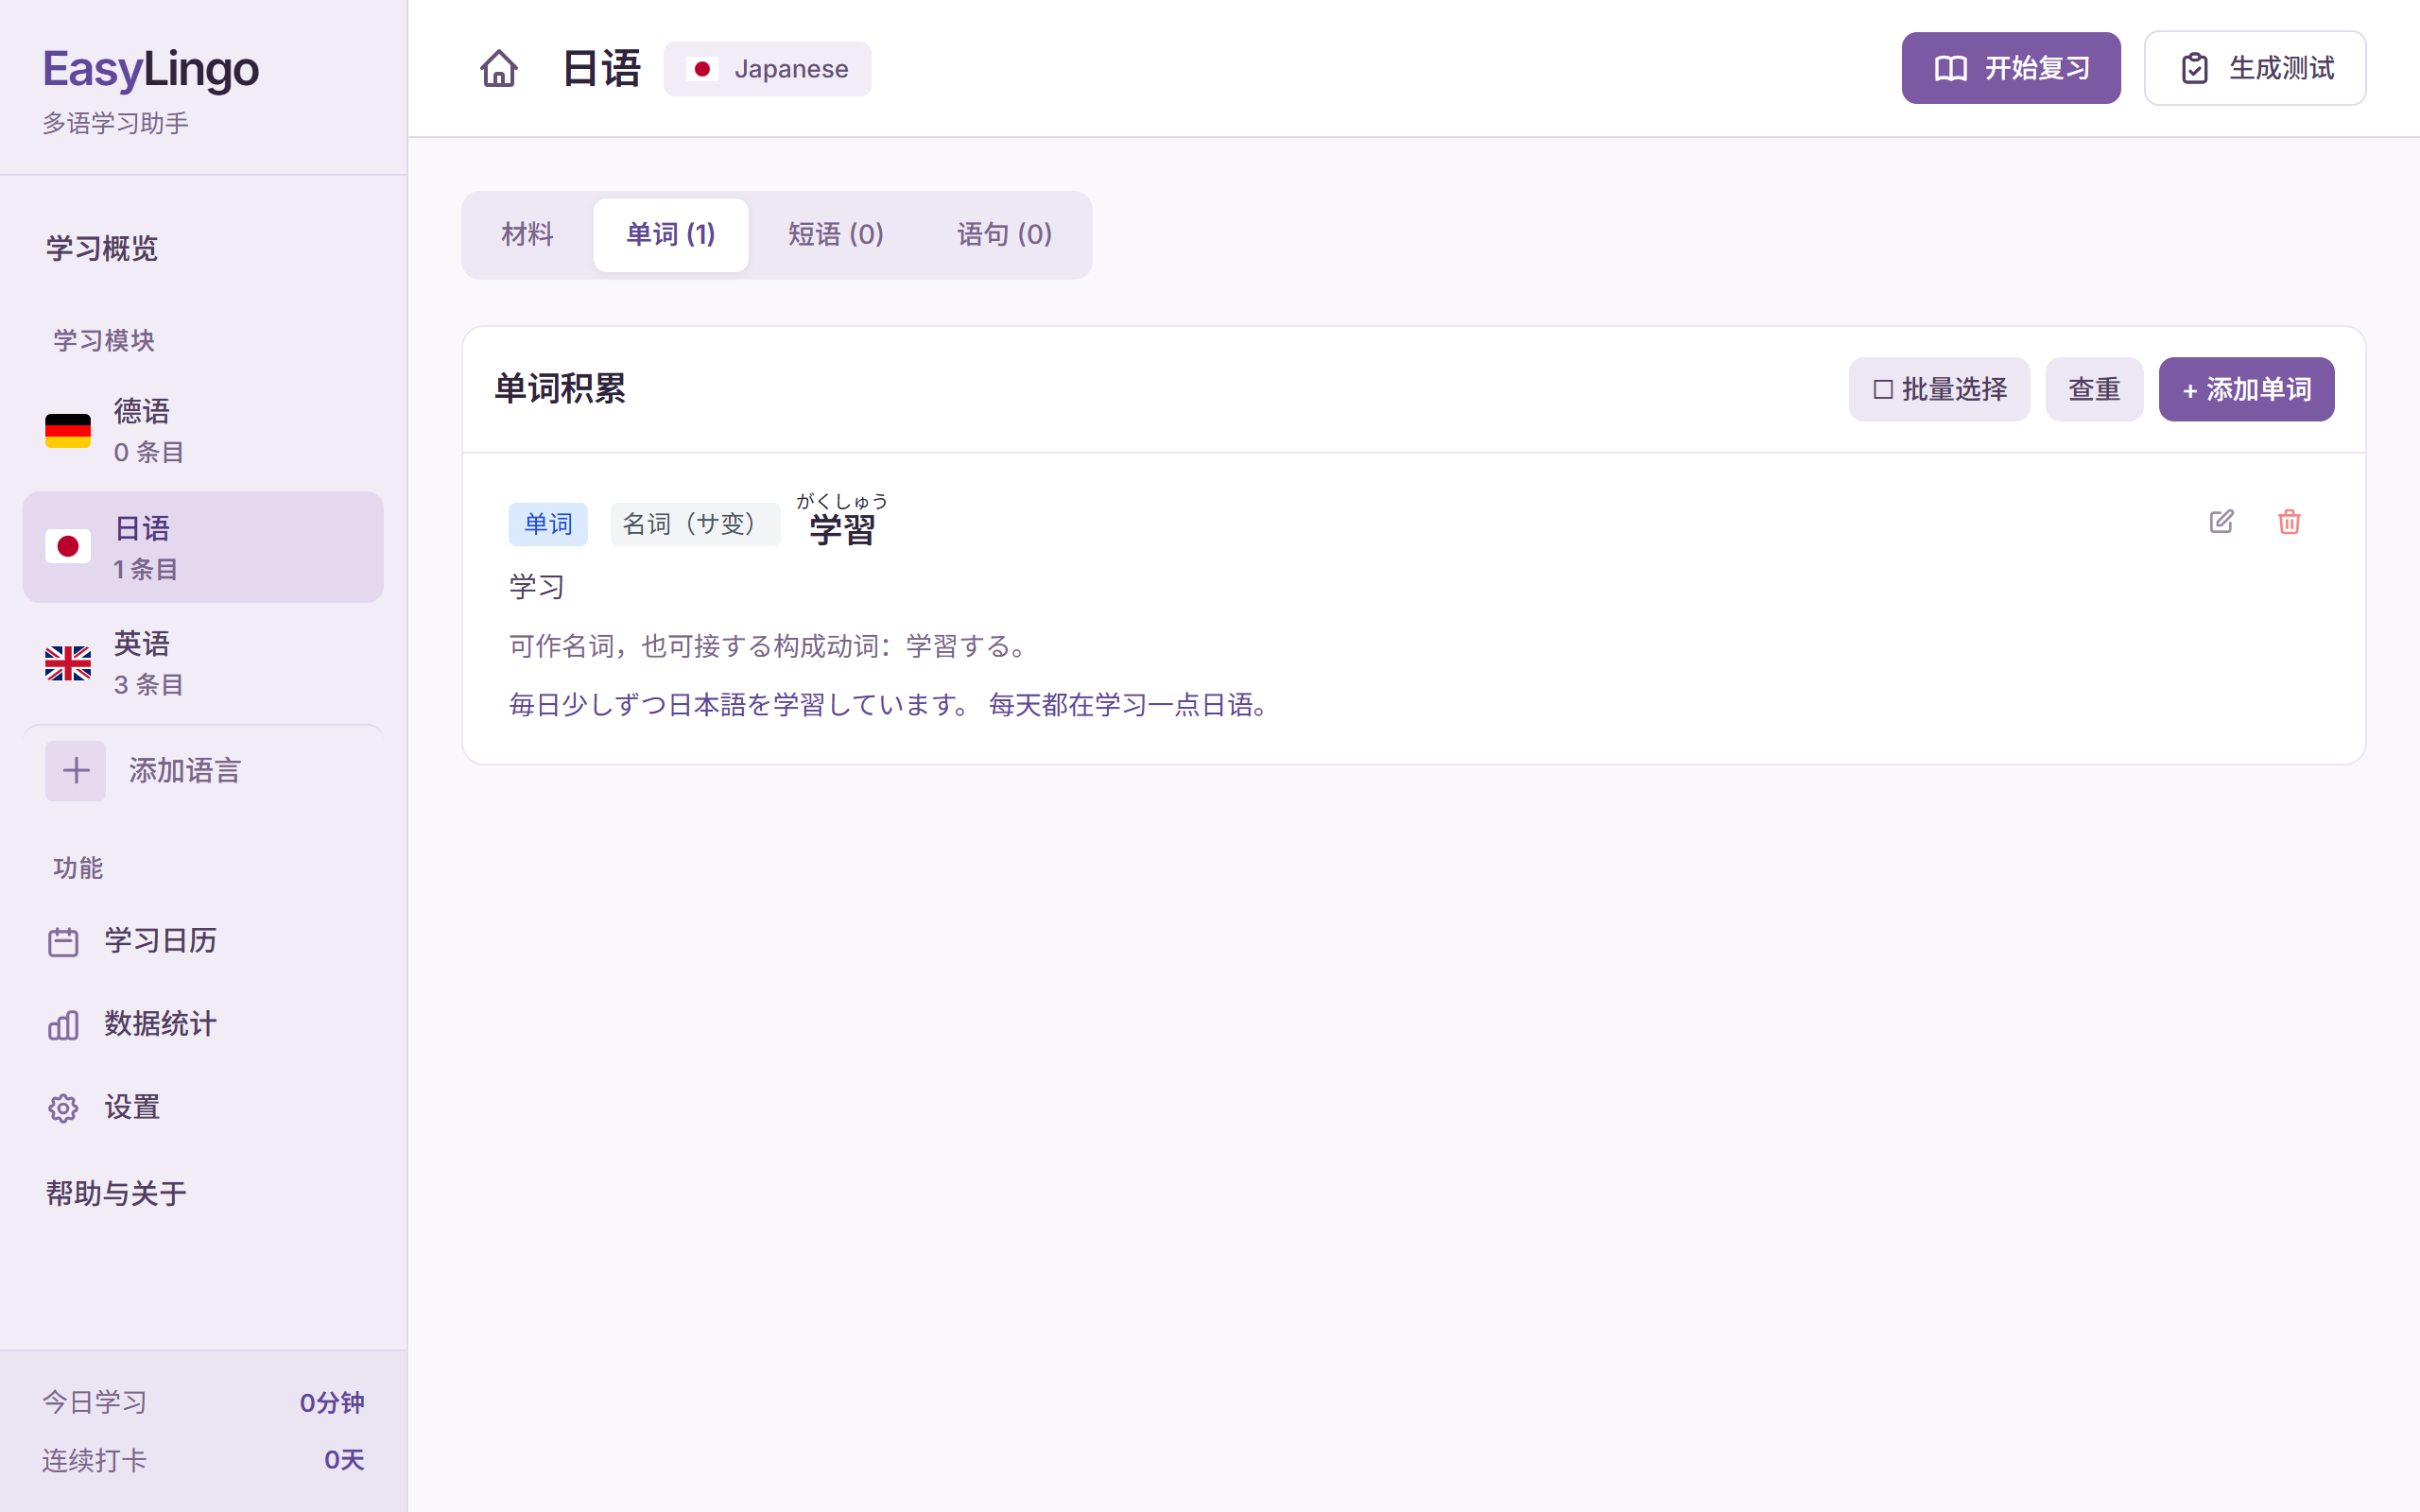 EasyLingo
多语学习助手
学习概览
学习模块
德语
0 条目
日语
1 条目
英语
3 条目
添加语言
功能
学习日历
数据统计
设置
帮助与关于
今日学习 0分钟
连续打卡 0天
日语 Japanese 开始复习 生成测试
材料 单词 (1) 短语 (0) 语句 (0)
单词积累 批量选择 查重 + 添加单词
がくしゅう
单词 名词（サ变） 学習
学习
可作名词，也可接する构成动词：学習する。
毎日少しずつ日本語を学習しています。 每天都在学习一点日语。